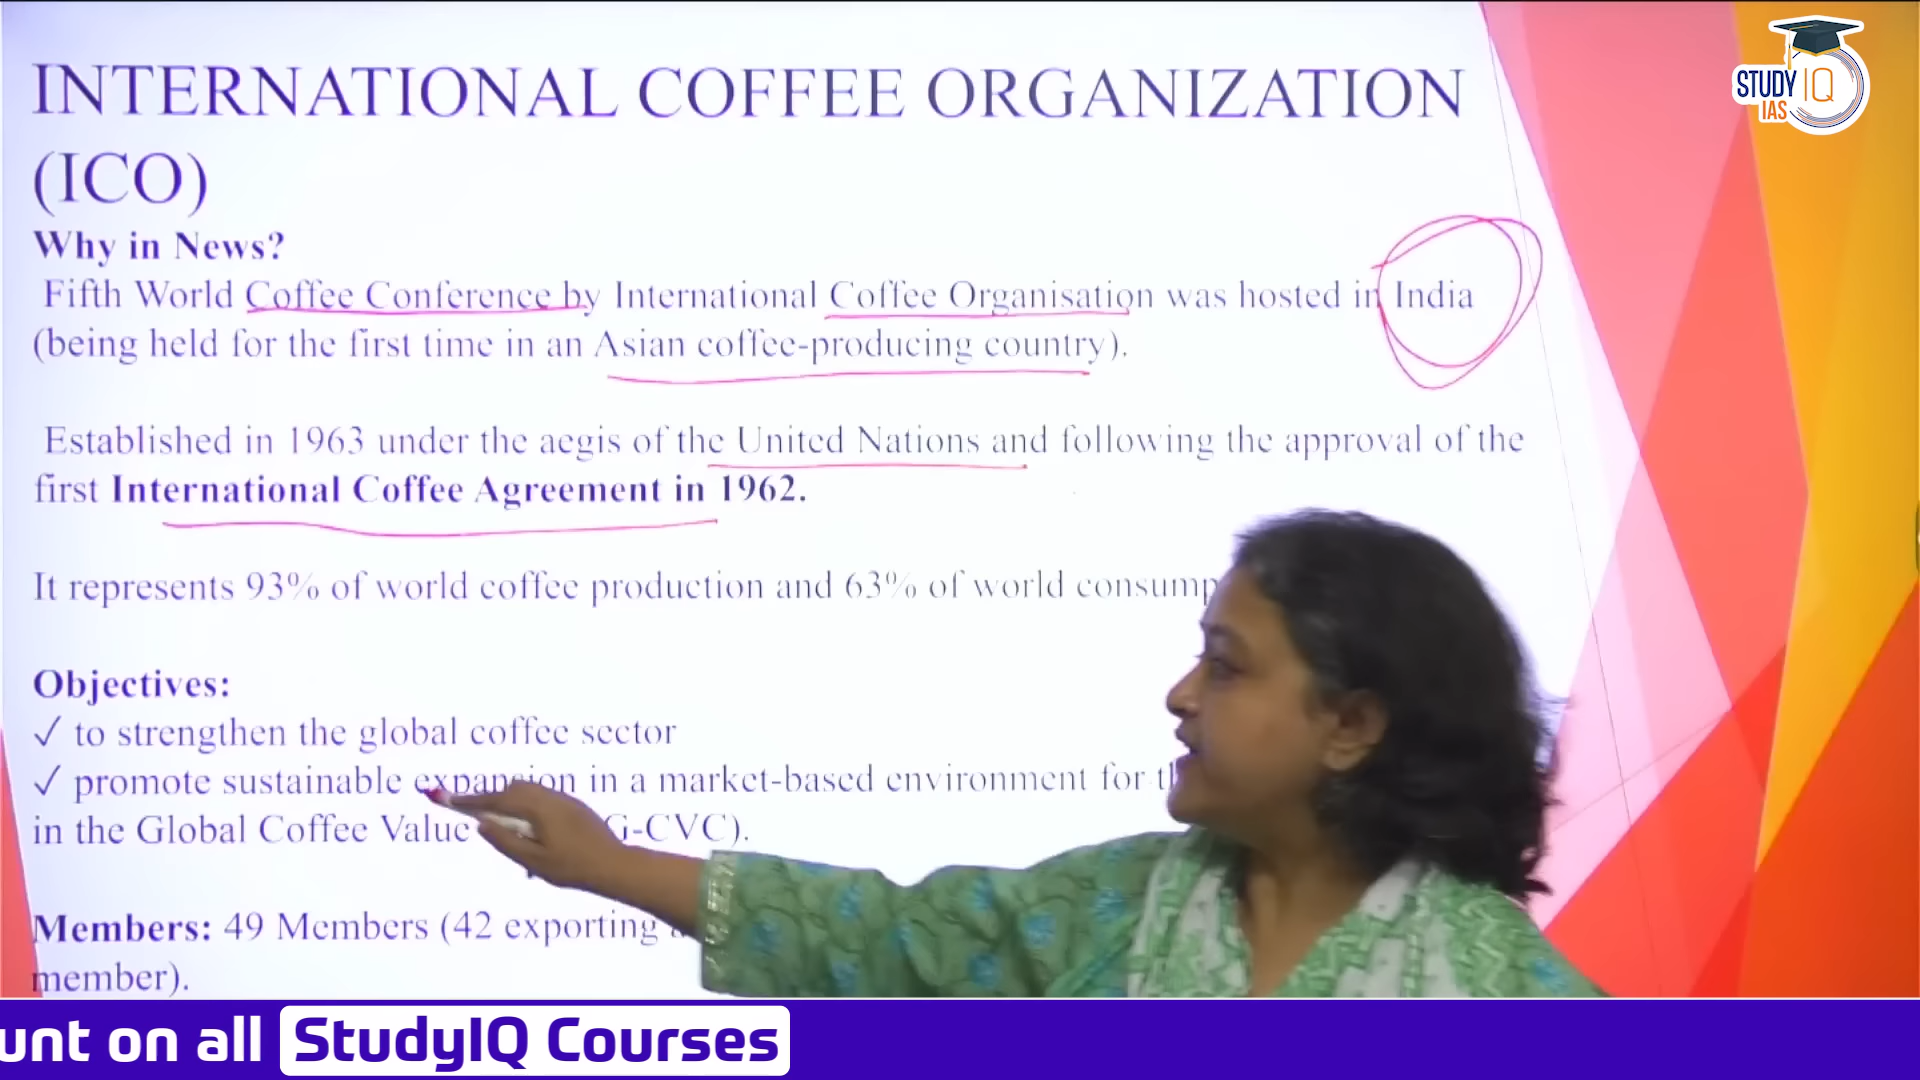 INTERNATIONAL COFFEE ORGANIZATION
(ICO)
Why in News?
Fifth World Coffee Conference by International Coffee Organisation was hosted in India
(being held for the first time in an Asian coffee-producing country).
Established in 1963 under the aegis of the United Nations and following the approval of the
first International Coffee Agreement in 1962.
It represents 93% of world coffee production and 63% of world
Objectives:
✓ to strengthen the global coffee sector
✓ promote sustainable expansion in a market-based environment for
in the Global Coffee Value G-CVC).
Members: 49 Members (42 exporting
member).
STUDY IQ
IAS
on all StudyIQ Courses